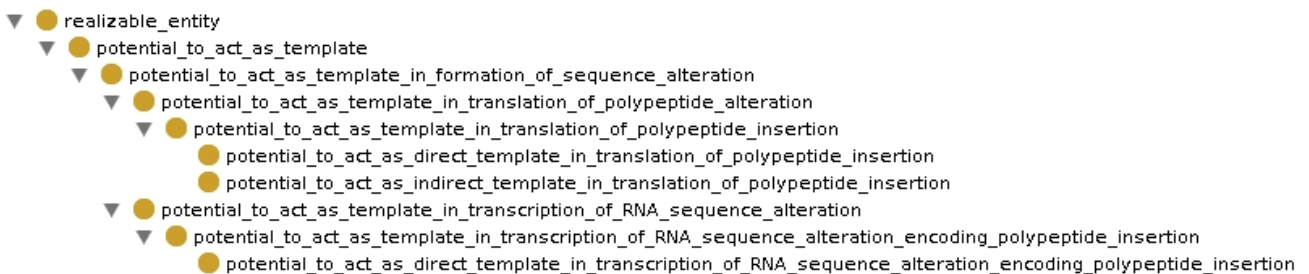 realizable_entity
potential_to_act_as_template
potential_to_act_as_template_in_formation_of_sequence_alteration
potential_to_act_as_template_in_translation_of_polypeptide_alteration
potential_to_act_as_template_in_translation_of_polypeptide_insertion
potential_to_act_as_direct_template_in_translation_of_polypeptide_insertion
potential_to_act_as_indirect_template_in_translation_of_polypeptide_insertion
potential_to_act_as_template_in_transcription_of_RNA_sequence_alteration
potential_to_act_as_template_in_transcription_of_RNA_sequence_alteration_encoding_polypeptide_insertion
potential_to_act_as_direct_template_in_transcription_of_RNA_sequence_alteration_encoding_polypeptide_insertion